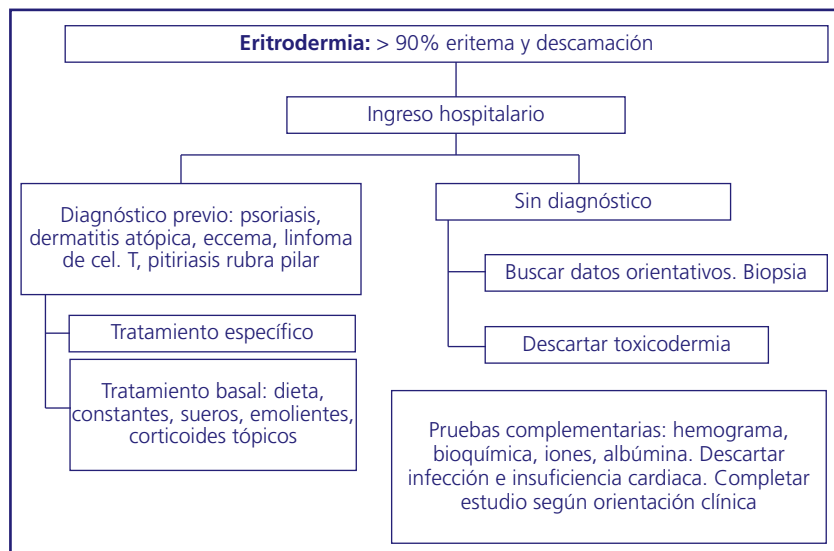 Eritrodermia: > 90% eritema y descamación
Ingreso hospitalario
Diagnóstico previo: psoriasis,
dermatitis atópica, eccema, linfoma
de cel. T, pitiriasis rubra pilar
Tratamiento específico
Tratamiento basal: dieta,
constantes, sueros, emolientes,
corticoides tópicos
Sin diagnóstico
Buscar datos orientativos. Biopsia
Descartar toxicodermia
Pruebas complementarias: hemograma,
bioquímica, iones, albúmina. Descartar
infección e insuficiencia cardiaca. Completar
estudio según orientación clínica